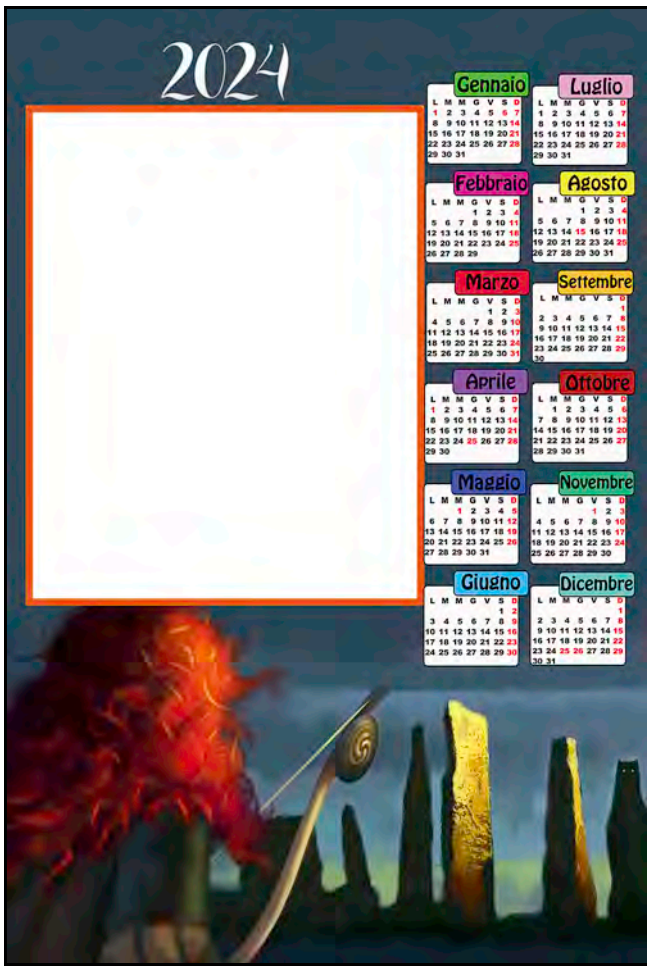 2024
Gennaio
L M M G V S D
1 2 3 4 5 6 7
8 9 10 11 12 13 14
15 16 17 18 19 20 21
22 23 24 25 26 27 28
29 30 31
Luglio
L M M G V S D
1 2 3 4 5 6 7
8 9 10 11 12 13 14
15 16 17 18 19 20 21
22 23 24 25 26 27 28
29 30 31
Febbraio
L M M G V S D
1 2 3 4
5 6 7 8 9 10 11
12 13 14 15 16 17 18
19 20 21 22 23 24 25
26 27 28 29
Agosto
L M M G V S D
1 2 3 4
5 6 7 8 9 10 11
12 13 14 15 16 17 18
19 20 21 22 23 24 25
26 27 28 29 30 31
Marzo
L M M G V S D
1 2 3
4 5 6 7 8 9 10
11 12 13 14 15 16 17
18 19 20 21 22 23 24
25 26 27 28 29 30 31
Settembre
L M M G V S D
1
2 3 4 5 6 7 8
9 10 11 12 13 14 15
16 17 18 19 20 21 22
23 24 25 26 27 28 29
30
Aprile
L M M G V S D
1 2 3 4 5 6 7
8 9 10 11 12 13 14
15 16 17 18 19 20 21
22 23 24 25 26 27 28
29 30
Ottobre
L M M G V S D
1 2 3 4 5 6
7 8 9 10 11 12 13
14 15 16 17 18 19 20
21 22 23 24 25 26 27
28 29 30 31
Maggio
L M M G V S D
1 2 3 4 5
6 7 8 9 10 11 12
13 14 15 16 17 18 19
20 21 22 23 24 25 26
27 28 29 30 31
Novembre
L M M G V S D
1 2 3
4 5 6 7 8 9 10
11 12 13 14 15 16 17
18 19 20 21 22 23 24
25 26 27 28 29 30
Giugno
L M M G V S D
1 2
3 4 5 6 7 8 9
10 11 12 13 14 15 16
17 18 19 20 21 22 23
24 25 26 27 28 29 30
Dicembre
L M M G V S D
1
2 3 4 5 6 7 8
9 10 11 12 13 14 15
16 17 18 19 20 21 22
23 24 25 26 27 28 29
30 31